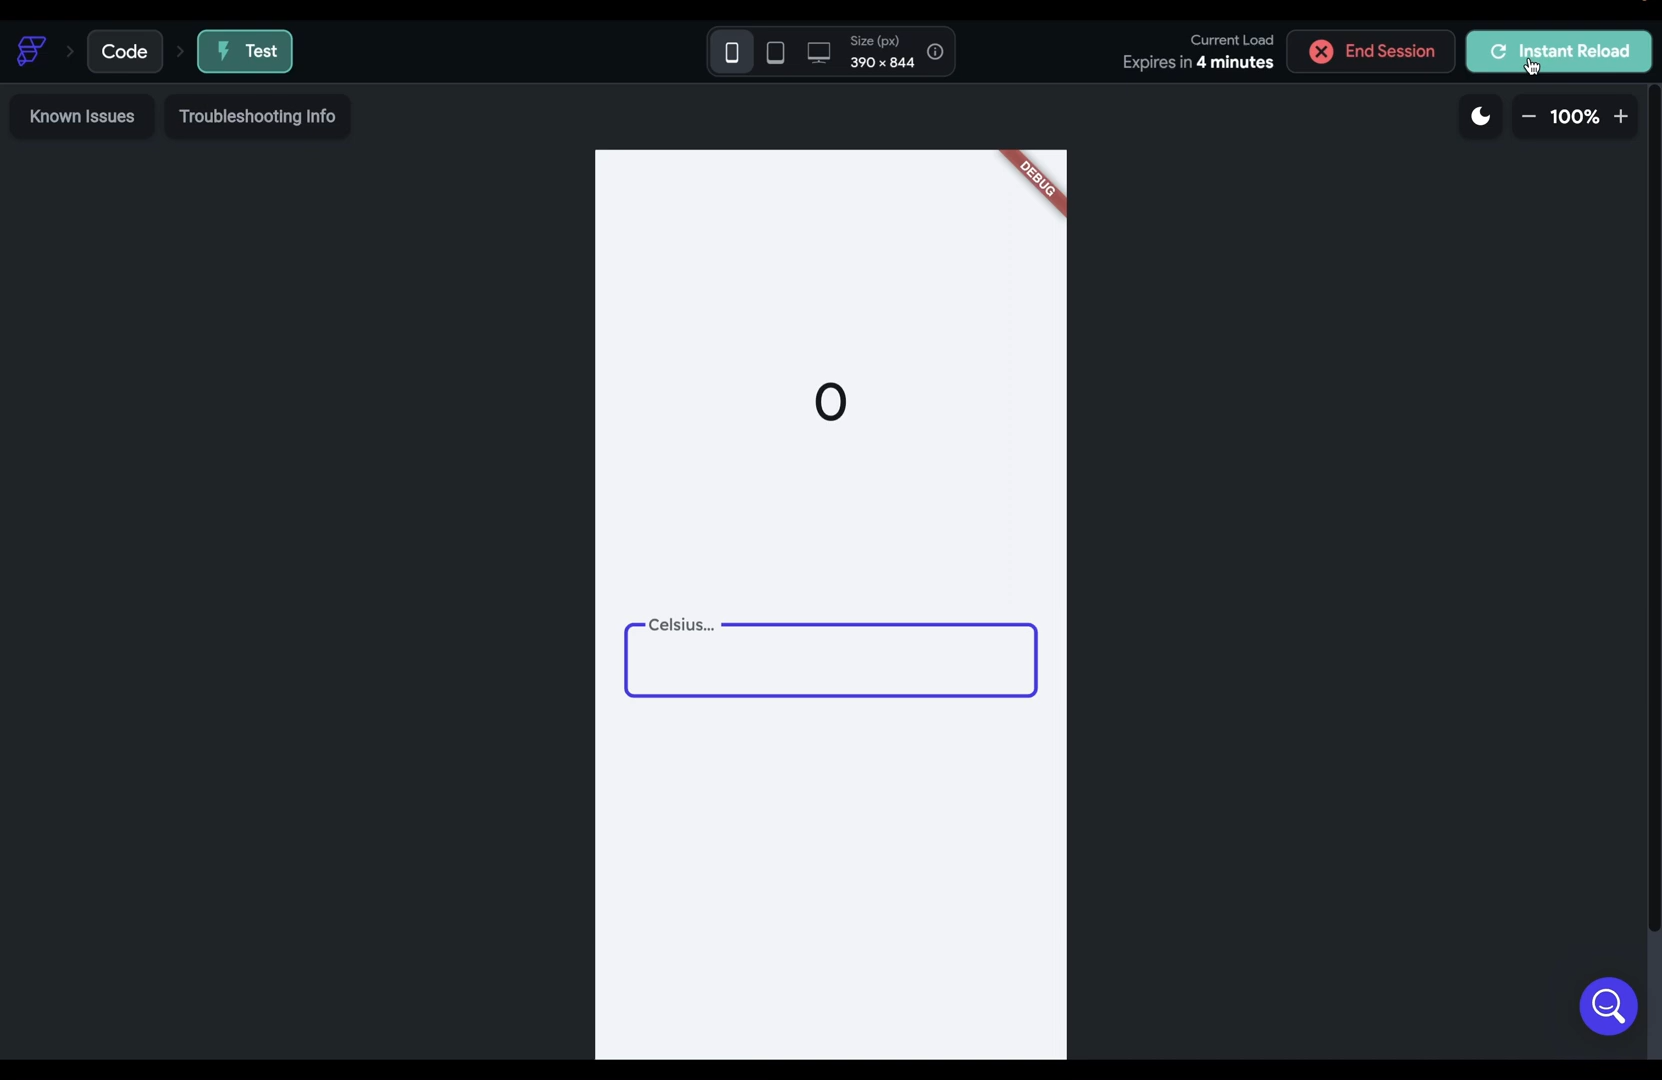 Code
Test
Size (px)
390 × 844
Current Load
Expires in 4 minutes
End Session
Instant Reload
Known Issues
Troubleshooting Info
100%
DEBUG
0
Celsius...